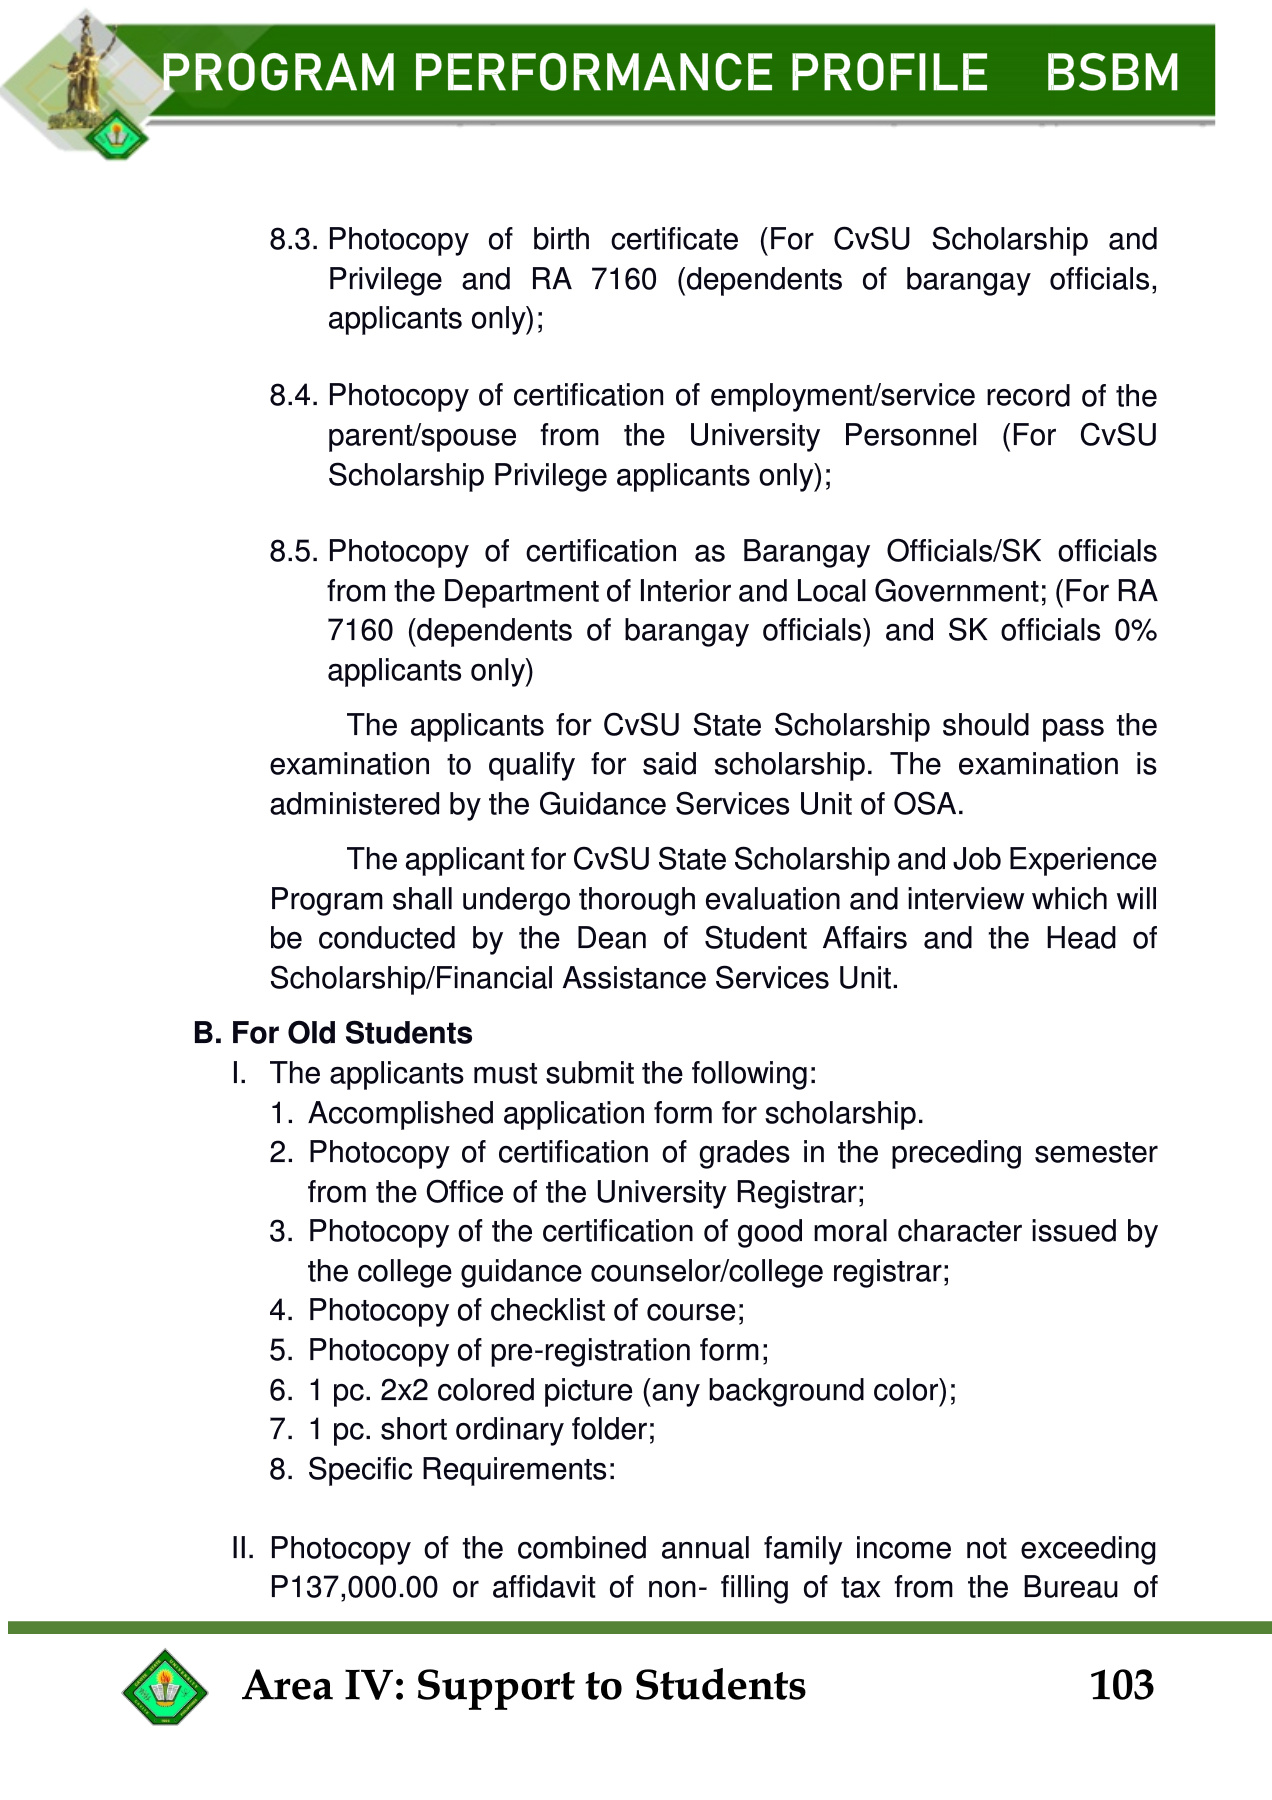 PROGRAM PERFORMANCE PROFILE BSBM
8.3. Photocopy of birth certificate (For CvSU Scholarship and
Privilege and RA 7160 (dependents of barangay officials,
applicants only);
8.4. Photocopy of certification of employment/service record of the
parent/spouse from the University Personnel (For CvSU
Scholarship Privilege applicants only);
8.5. Photocopy of certification as Barangay Officials/SK officials
from the Department of Interior and Local Government; (For RA
7160 (dependents of barangay officials) and SK officials 0%
applicants only)
The applicants for CvSU State Scholarship should pass the
examination to qualify for said scholarship. The examination is
administered by the Guidance Services Unit of OSA.
The applicant for CvSU State Scholarship and Job Experience
Program shall undergo thorough evaluation and interview which will
be conducted by the Dean of Student Affairs and the Head of
Scholarship/Financial Assistance Services Unit.
B. For Old Students
I. The applicants must submit the following:
1. Accomplished application form for scholarship.
2. Photocopy of certification of grades in the preceding semester
from the Office of the University Registrar;
3. Photocopy of the certification of good moral character issued by
the college guidance counselor/college registrar;
4. Photocopy of checklist of course;
5. Photocopy of pre-registration form;
6. 1 pc. 2x2 colored picture (any background color);
7. 1 pc. short ordinary folder;
8. Specific Requirements:
II. Photocopy of the combined annual family income not exceeding
P137,000.00 or affidavit of non- filling of tax from the Bureau of
Area IV: Support to Students 103